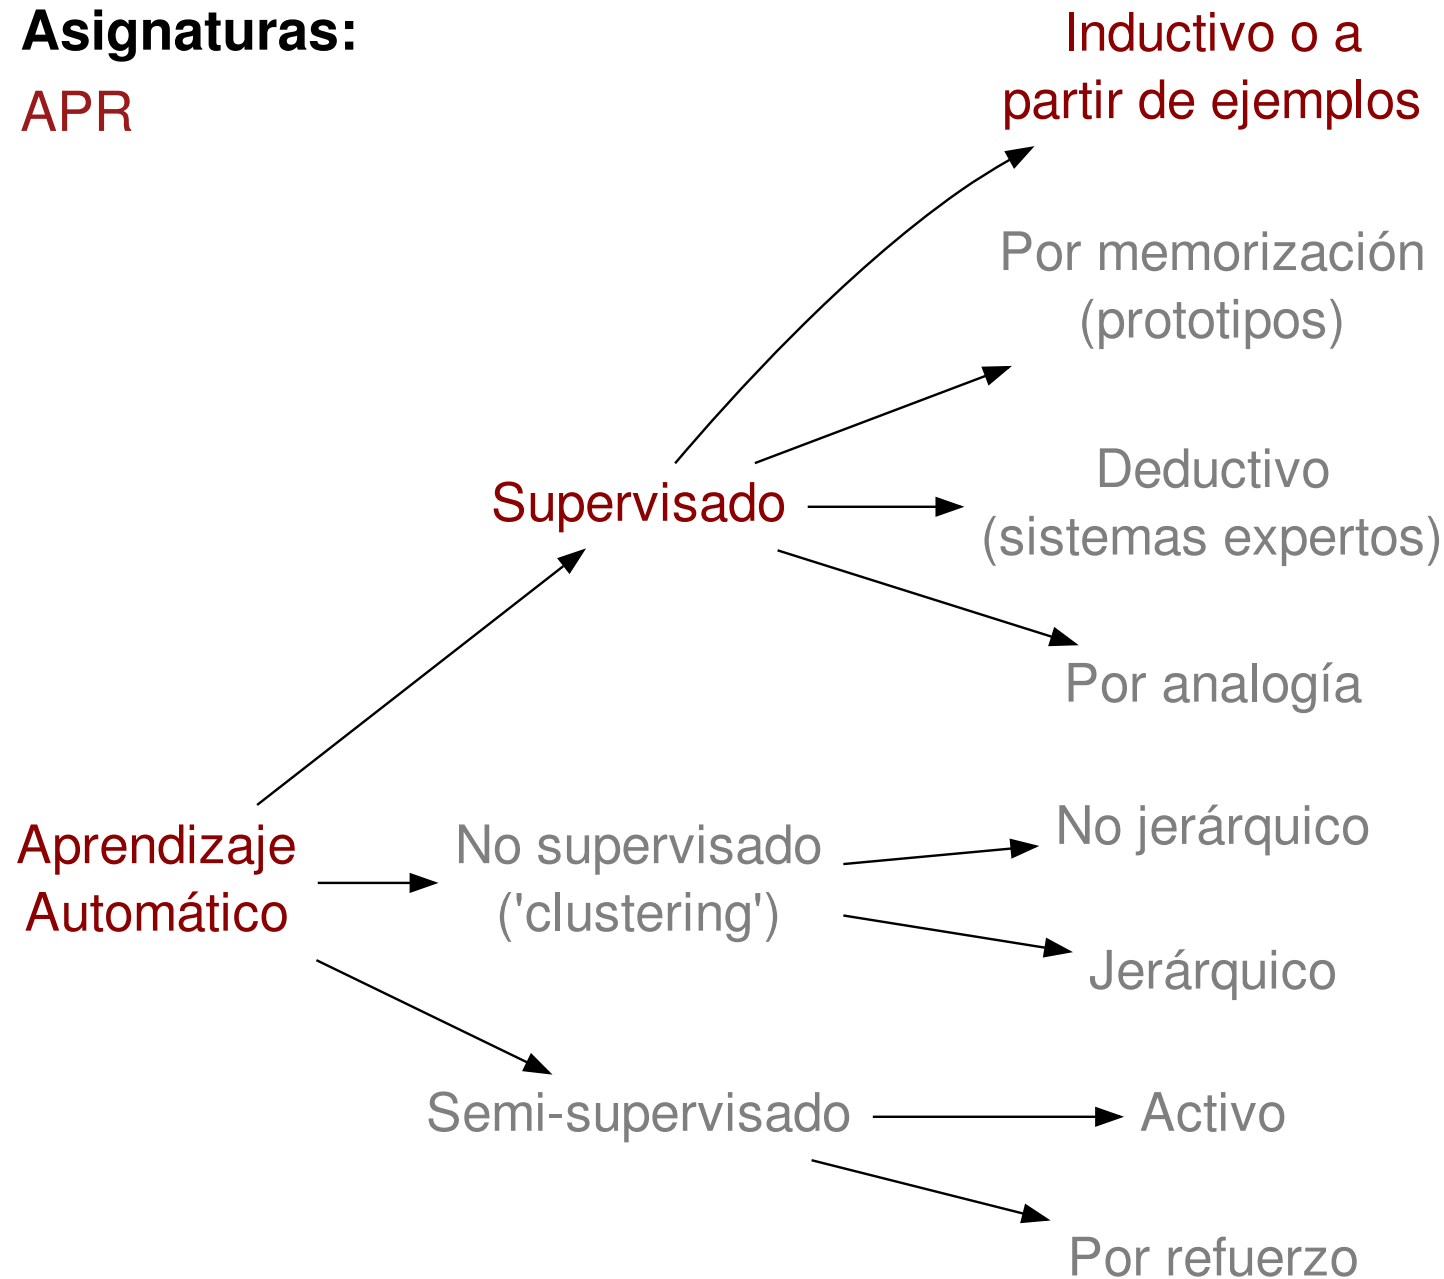 Asignaturas:
APR
Inductivo o a
partir de ejemplos
Por memorización
(prototipos)
Deductivo
(sistemas expertos)
Supervisado
Por analogía
Aprendizaje
Automático
No supervisado
('clustering')
No jerárquico
Jerárquico
Semi-supervisado
Activo
Por refuerzo